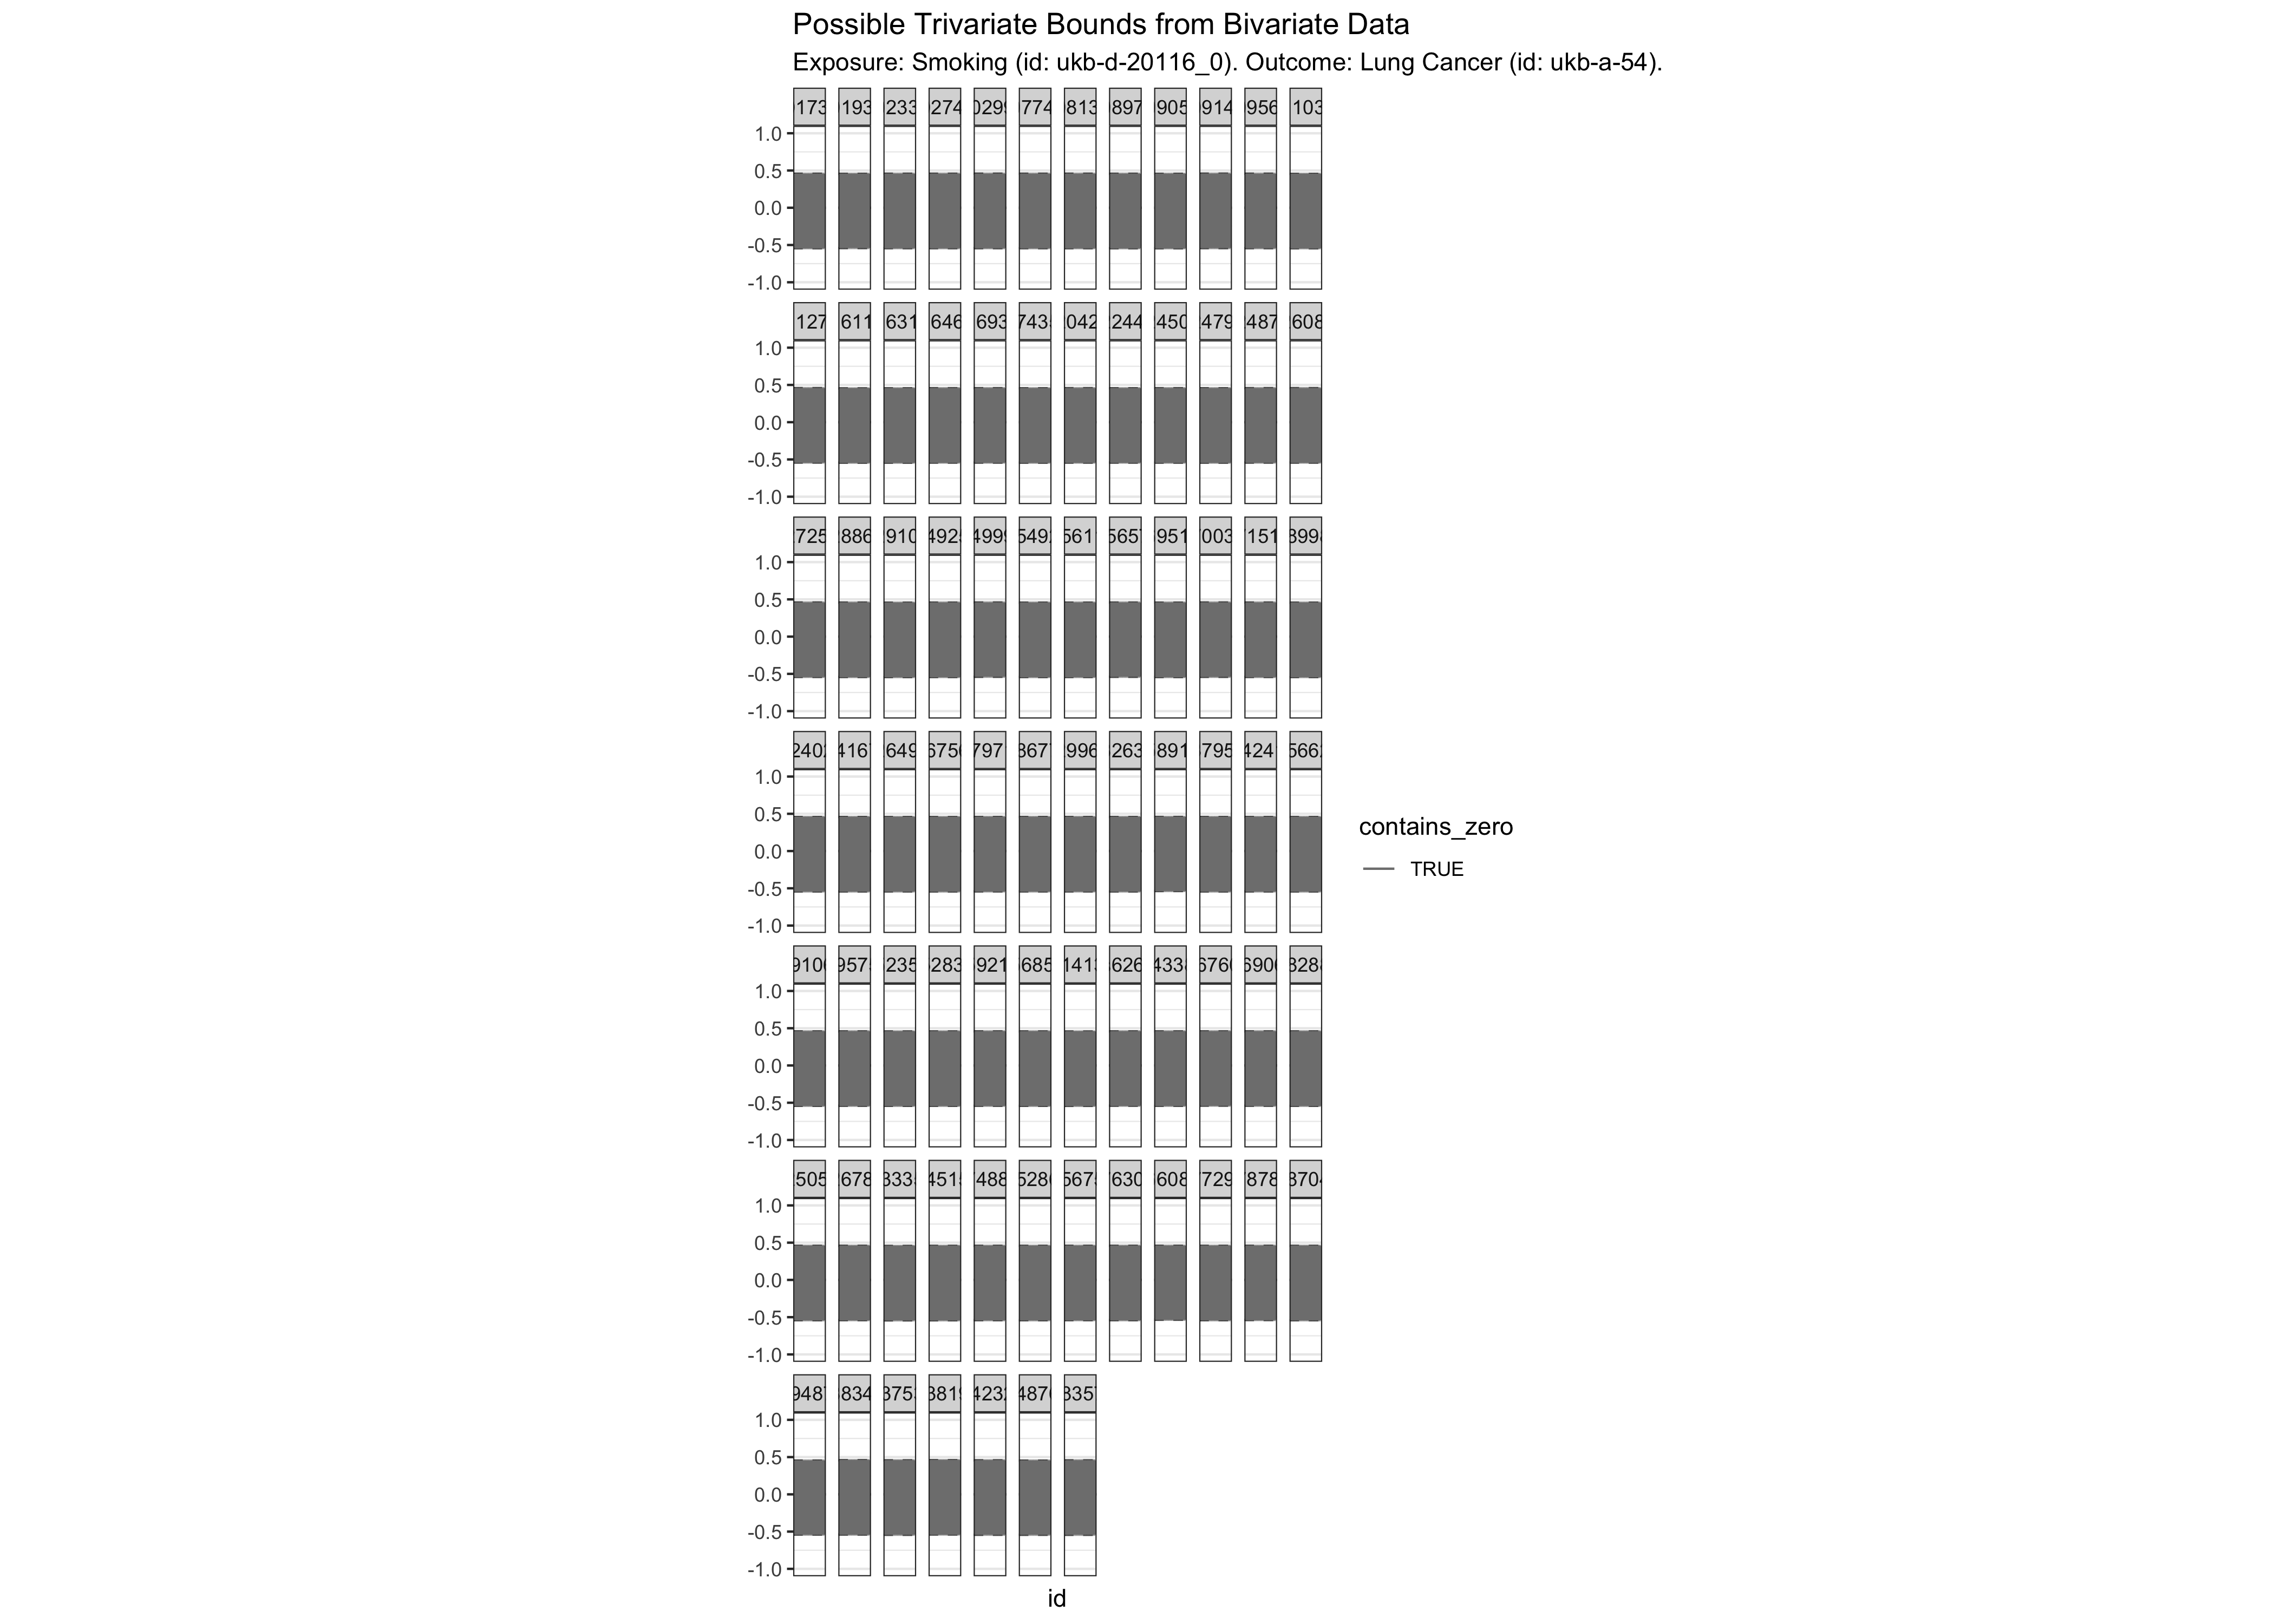 Possible Trivariate Bounds from Bivariate Data
Exposure: Smoking (id: ukb-d-20116_0). Outcome: Lung Cancer (id: ukb-a-54).
173 193 233 274 029 774 813 897 905 914 956 103
1.0
0.5
0.0
-0.5
-1.0
127 611 631 646 693 743 042 244 450 479 487 608
1.0
0.5
0.0
-0.5
-1.0
725 886 910 492 499 549 561 565 951 003 151 399
1.0
0.5
0.0
-0.5
-1.0
240 416 649 675 797 367 996 263 891 795 424 566
1.0
0.5
0.0
-0.5
-1.0
contains_zero
TRUE
910 957 235 283 921 685 141 626 433 676 690 328
1.0
0.5
0.0
-0.5
-1.0
505 678 333 451 488 528 567 630 608 729 878 870
1.0
0.5
0.0
-0.5
-1.0
948 834 375 381 423 487 335
1.0
0.5
0.0
-0.5
-1.0
id